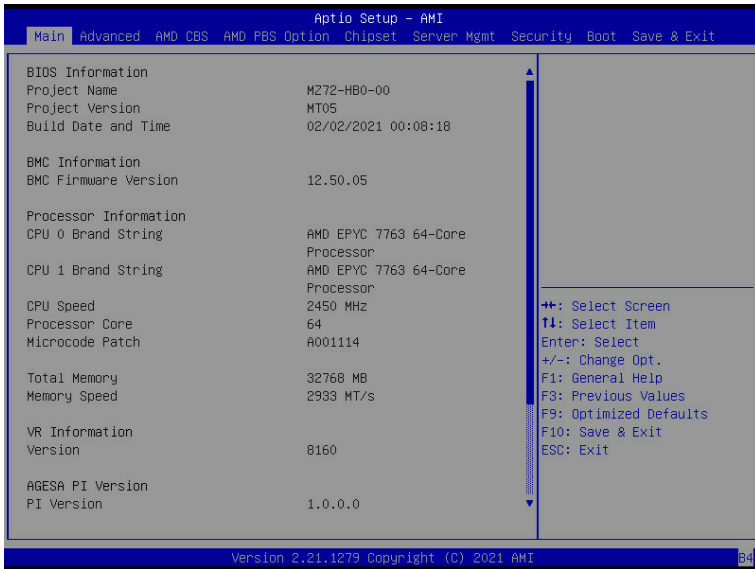 Aptio Setup - AMI
Main Advanced AMD CBS AMD PBS Option Chipset Server Mgmt Security Boot Save & Exit
BIOS Information
Project Name MZ72-HB0-00
Project Version MT05
Build Date and Time 02/02/2021 00:08:18
BMC Information
BMC Firmware Version 12.50.05
Processor Information
CPU 0 Brand String AMD EPYC 7763 64-Core
Processor
CPU 1 Brand String AMD EPYC 7763 64-Core
Processor
CPU Speed 2450 MHz
Processor Core 64
Microcode Patch A001114
Total Memory 32768 MB
Memory Speed 2933 MT/s
VR Information
Version 8160
AGESA PI Version
PI Version 1.0.0.0
→←: Select Screen
↑↓: Select Item
Enter: Select
+/-: Change Opt.
F1: General Help
F3: Previous Values
F9: Optimized Defaults
F10: Save & Exit
ESC: Exit
Version 2.21.1279 Copyright (C) 2021 AMI
B4